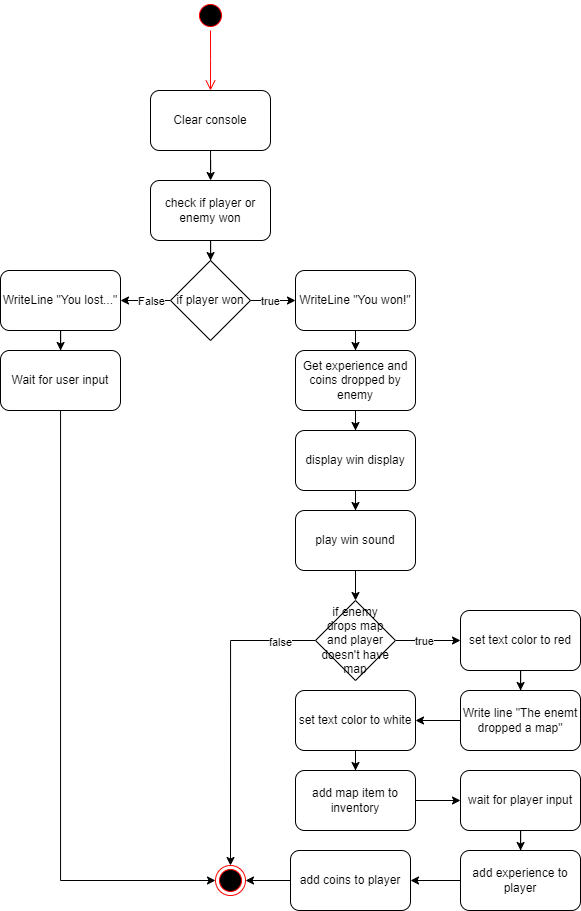 Clear console
check if player or
enemy won
WriteLine "You lost..."
False
if player won
true
WriteLine "You won!"
Wait for user input
Get experience and
coins dropped by
enemy
display win display
play win sound
if enemy
drops map
and player
doesn't have
map
false
true
set text color to red
set text color to white
Write line "The enemt
dropped a map"
add map item to
inventory
wait for player input
add coins to player
add experience to
player